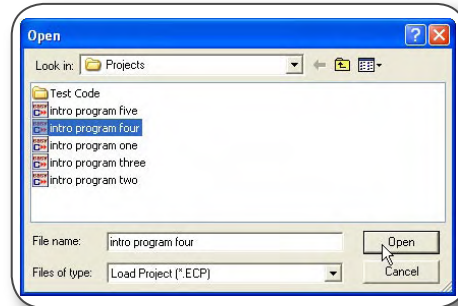 Open
Look in: Projects
Test Code
intro program five
intro program four
intro program one
intro program three
intro program two
File name: intro program four
Open
Files of type: Load Project (*.ECP)
Cancel